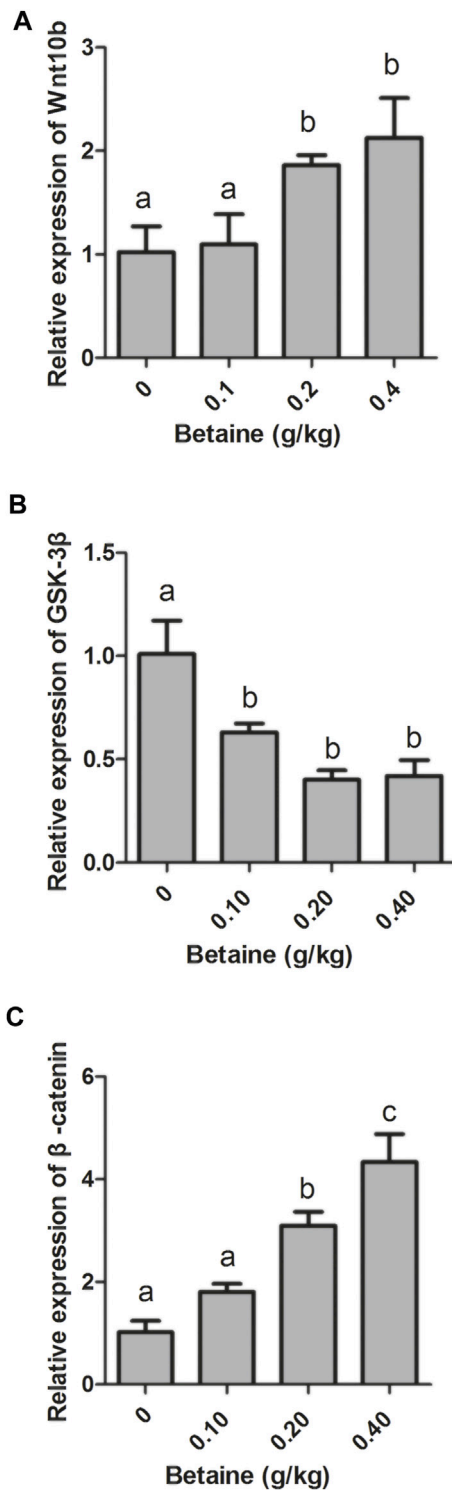 A
Relative expression of Wnt10b
3
2
1
0
a
a
b
b
0
0.1
0.2
0.4
Betaine (g/kg)
B
Relative expression of GSK-3β
1.5
1.0
0.5
0.0
a
b
b
b
0
0.10
0.20
0.40
Betaine (g/kg)
C
Relative expression of β -catenin
6
4
2
0
a
a
b
c
0
0.10
0.20
0.40
Betaine (g/kg)